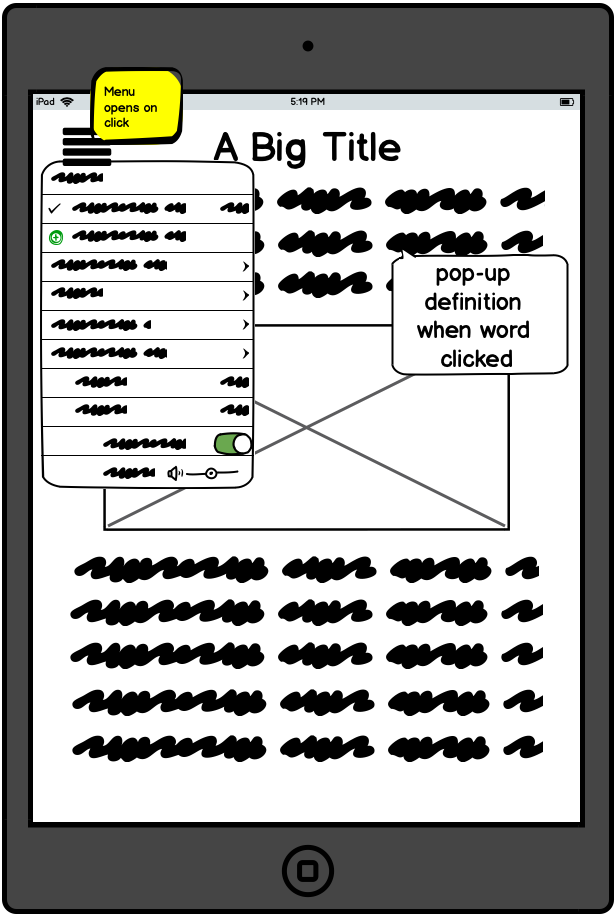 iPad
5:19 PM
Menu
opens on
click
A Big Title
pop-up
definition
when word
clicked